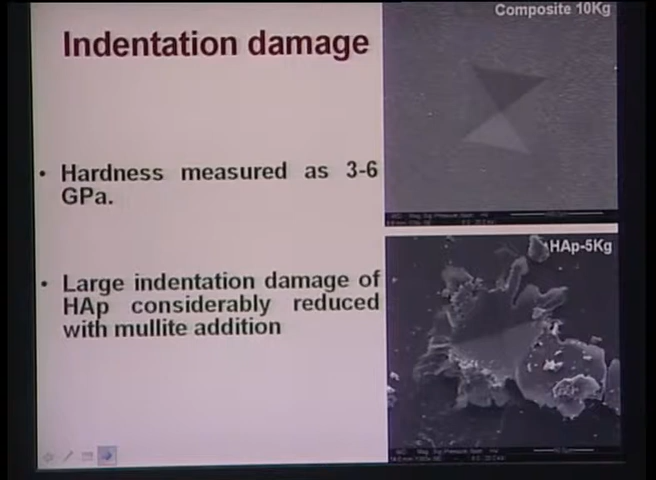 Indentation damage
• Hardness measured as 3-6
GPa.
• Large indentation damage of
HAp considerably reduced
with mullite addition
Composite 10Kg
HAp-5Kg